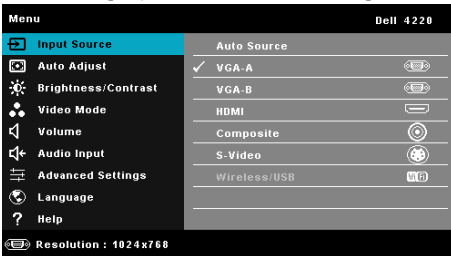 Menu Dell 4220
Input Source Auto Source
Auto Adjust VGA-A
Brightness/Contrast VGA-B
Video Mode HDMI
Volume Composite
Audio Input S-Video
Advanced Settings Wireless/USB
Language
Help
Resolution : 1024x768